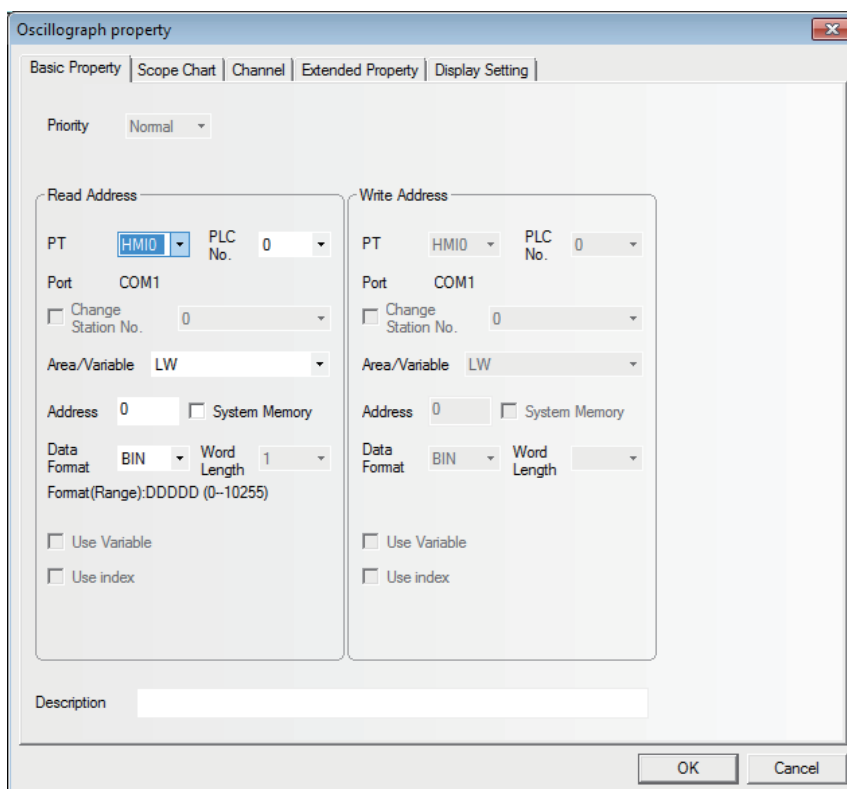 Oscillograph property
Basic Property Scope Chart Channel Extended Property Display Setting
Priority Normal
Read Address
PT HMI0 PLC No. 0
Port COM1
Change Station No. 0
Area/Variable LW
Address 0 System Memory
Data Format BIN Word Length 1
Format(Range):DDDDD (0--10255)
Use Variable
Use index
Write Address
PT HMI0 PLC No. 0
Port COM1
Change Station No. 0
Area/Variable LW
Address 0 System Memory
Data Format BIN Word Length
Use Variable
Use index
Description
OK Cancel